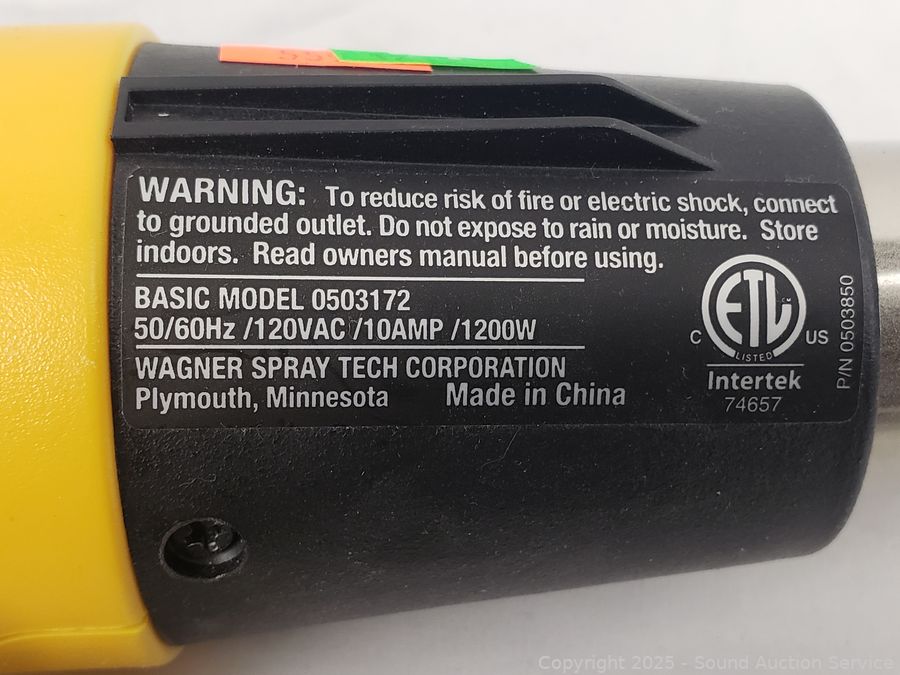 WARNING: To reduce risk of fire or electric shock, connect
to grounded outlet. Do not expose to rain or moisture. Store
indoors. Read owners manual before using.
BASIC MODEL 0503172
50/60Hz /120VAC /10AMP /1200W
WAGNER SPRAY TECH CORPORATION
Plymouth, Minnesota Made in China
C ETL US
LISTED
CM
Intertek
74657
P/N 0503850
Copyright 2025 - Sound Auction Service